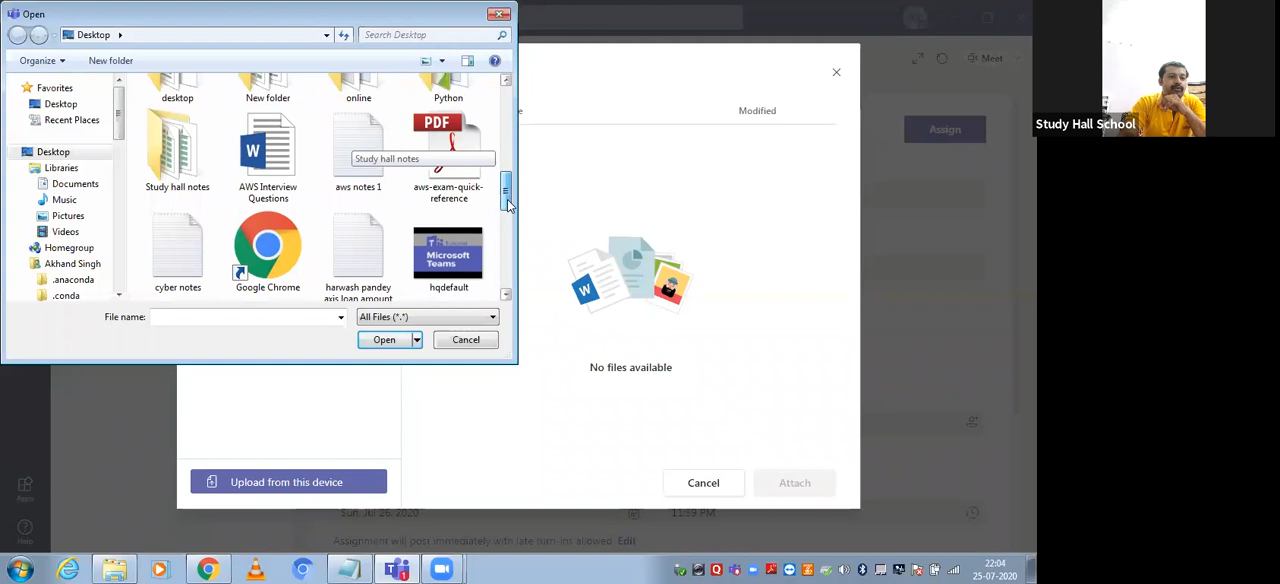 Open
Desktop
Search Desktop
Organize
New folder
Favorites
Desktop
Recent Places
Desktop
Libraries
Documents
Music
Pictures
Videos
Homegroup
Akhand Singh
.anaconda
.conda
desktop
New folder
online
Python
PDF
W
Study hall notes
Study hall notes
AWS Interview
Questions
aws notes 1
aws-exam-quick-
reference
Microsoft
Teams
cyber notes
Google Chrome
harwash pandey
axis loan amount
hqdefault
File name:
All Files (*.*)
Open
Cancel
Modified
W
No files available
Upload from this device
Cancel
Attach
Meet
Assign
Study Hall School
Apps
Help
Sun, Jul 26, 2020
11:59 PM
Assignment will post immediately with late turn-ins allowed Edit
22:04
25-07-2020